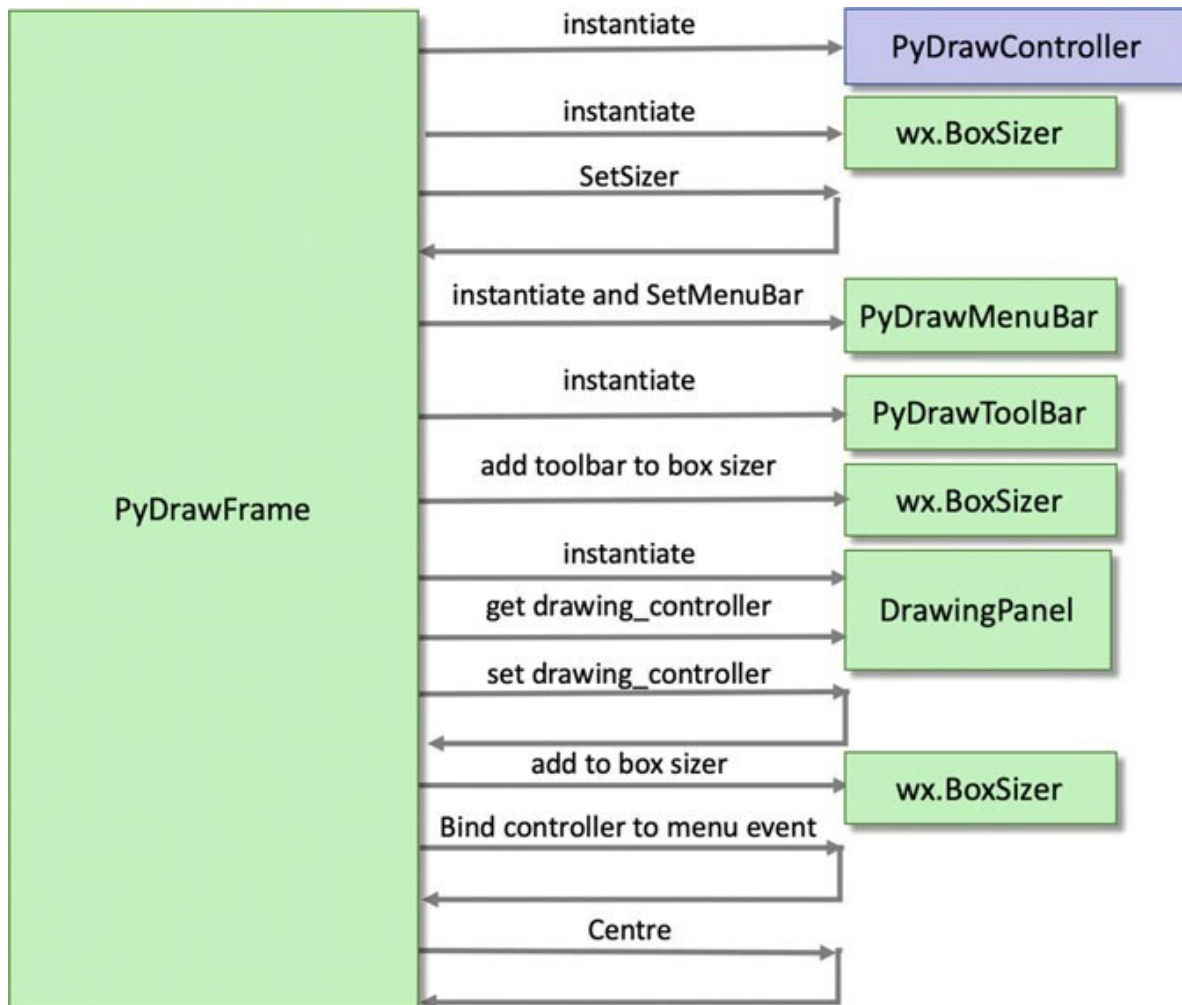 instantiate
PyDrawController
instantiate
wx.BoxSizer
SetSizer
instantiate and SetMenuBar
PyDrawMenuBar
instantiate
PyDrawToolBar
add toolbar to box sizer
wx.BoxSizer
PyDrawFrame
instantiate
get drawing_controller
DrawingPanel
set drawing_controller
add to box sizer
wx.BoxSizer
Bind controller to menu event
Centre